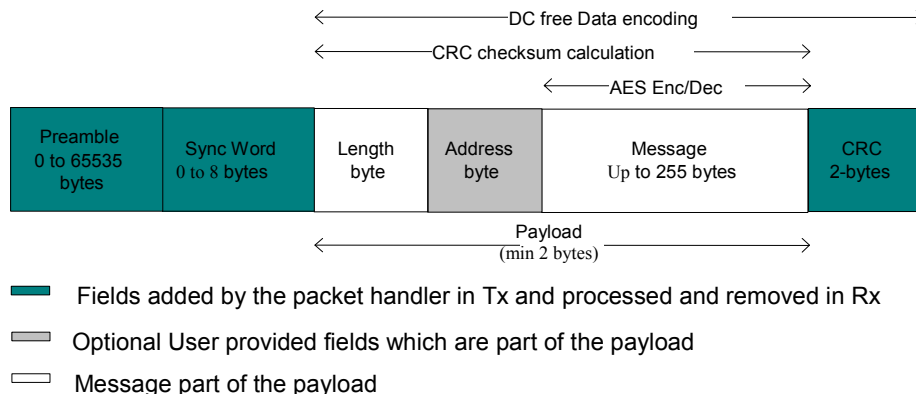 DC free Data encoding
CRC checksum calculation
AES Enc/Dec
Preamble
0 to 65535
bytes
Sync Word
0 to 8 bytes
Length
byte
Address
byte
Message
Up to 255 bytes
CRC
2-bytes
Payload
(min 2 bytes)
Fields added by the packet handler in Tx and processed and removed in Rx
Optional User provided fields which are part of the payload
Message part of the payload